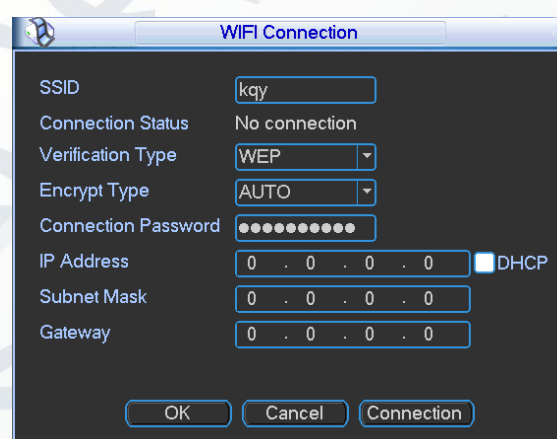 WIFI Connection
SSID kqy
Connection Status No connection
Verification Type WEP
Encrypt Type AUTO
Connection Password ●●●●●●●●●●
IP Address 0 . 0 . 0 . 0 DHCP
Subnet Mask 0 . 0 . 0 . 0
Gateway 0 . 0 . 0 . 0
OK Cancel Connection